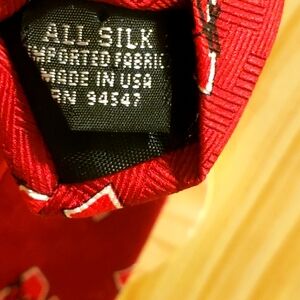 ALL SILK
IMPORTED FABRIC
MADE IN USA
RN 94547